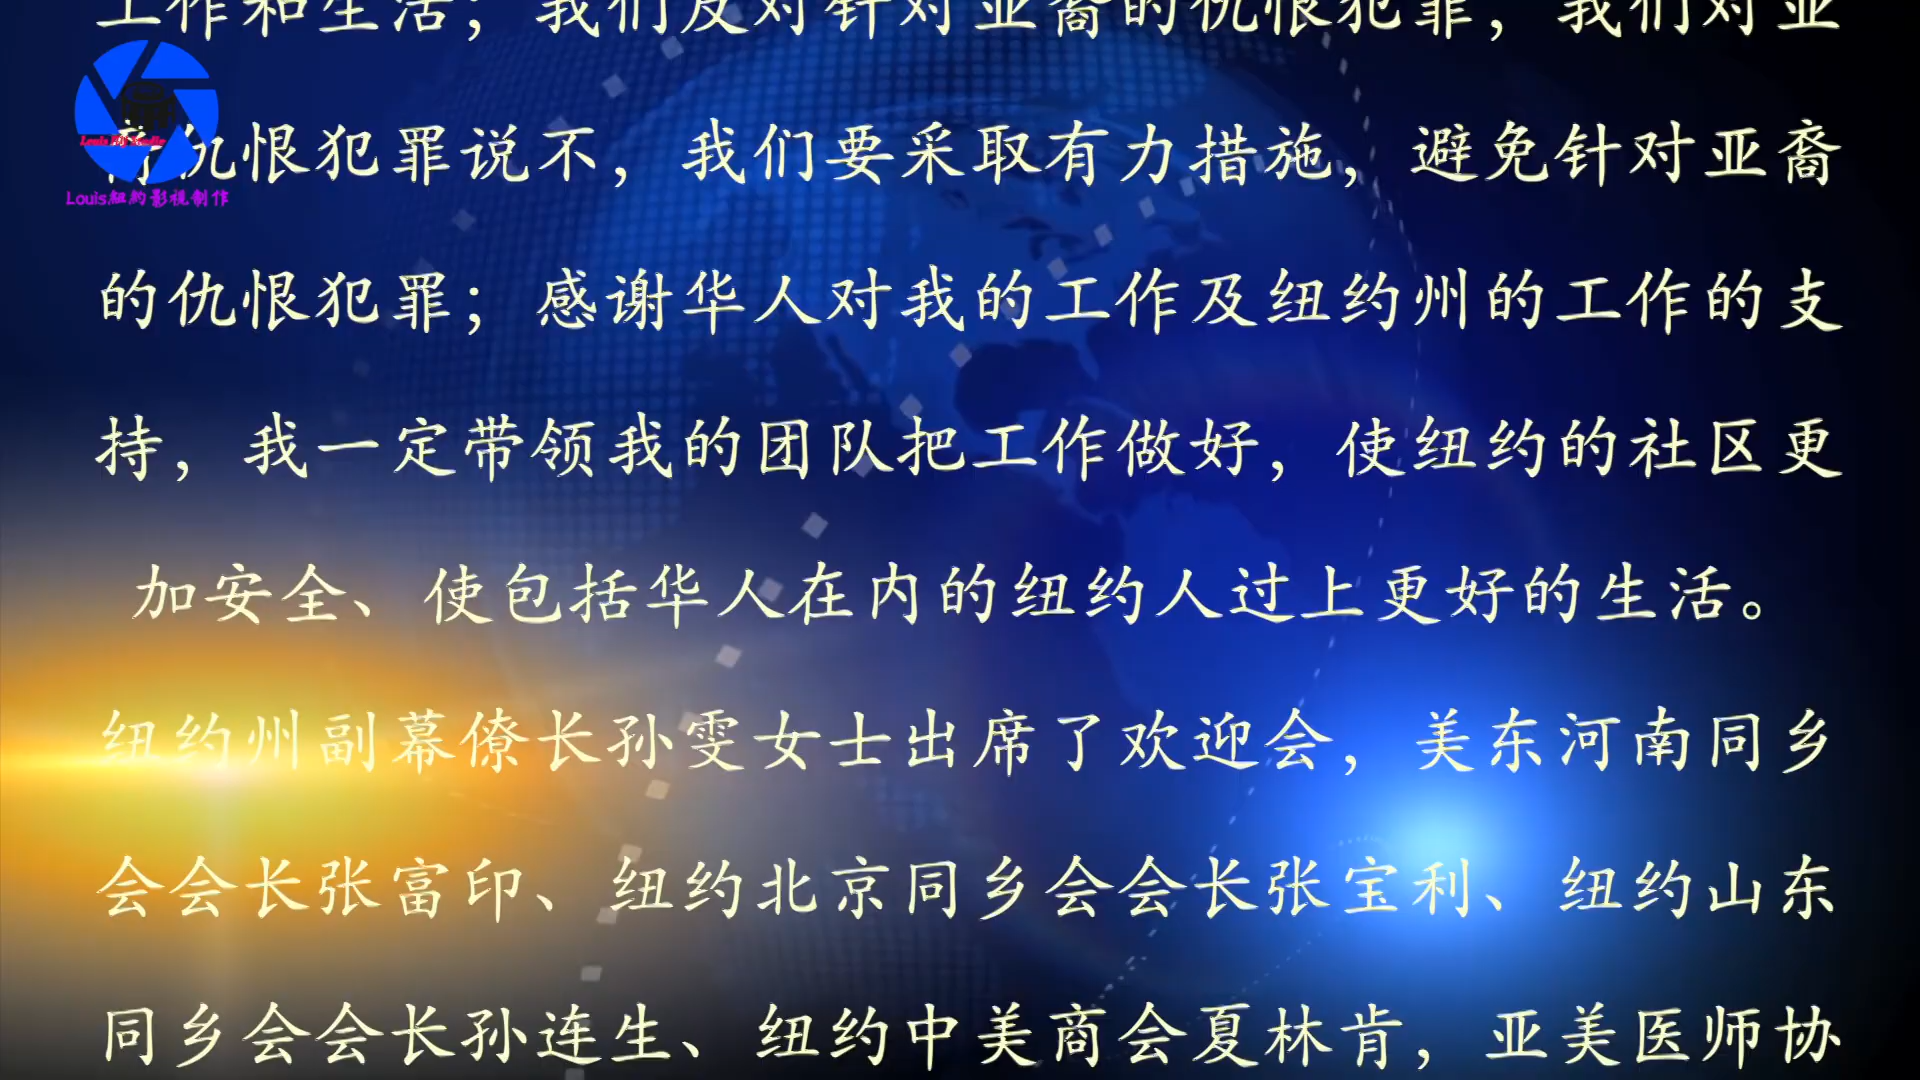 工作和生活；我们反对针对亚裔的仇恨犯罪，我们对亚
裔仇恨犯罪说不，我们要采取有力措施，避免针对亚裔
Louis纽约影视制作
的仇恨犯罪；感谢华人对我的工作及纽约州的工作的支
持，我一定带领我的团队把工作做好，使纽约的社区更
加安全、使包括华人在内的纽约人过上更好的生活。
纽约州副幕僚长孙雯女士出席了欢迎会，美东河南同乡
会会长张富印、纽约北京同乡会会长张宝利、纽约山东
同乡会会长孙连生、纽约中美商会夏林肯，亚美医师协